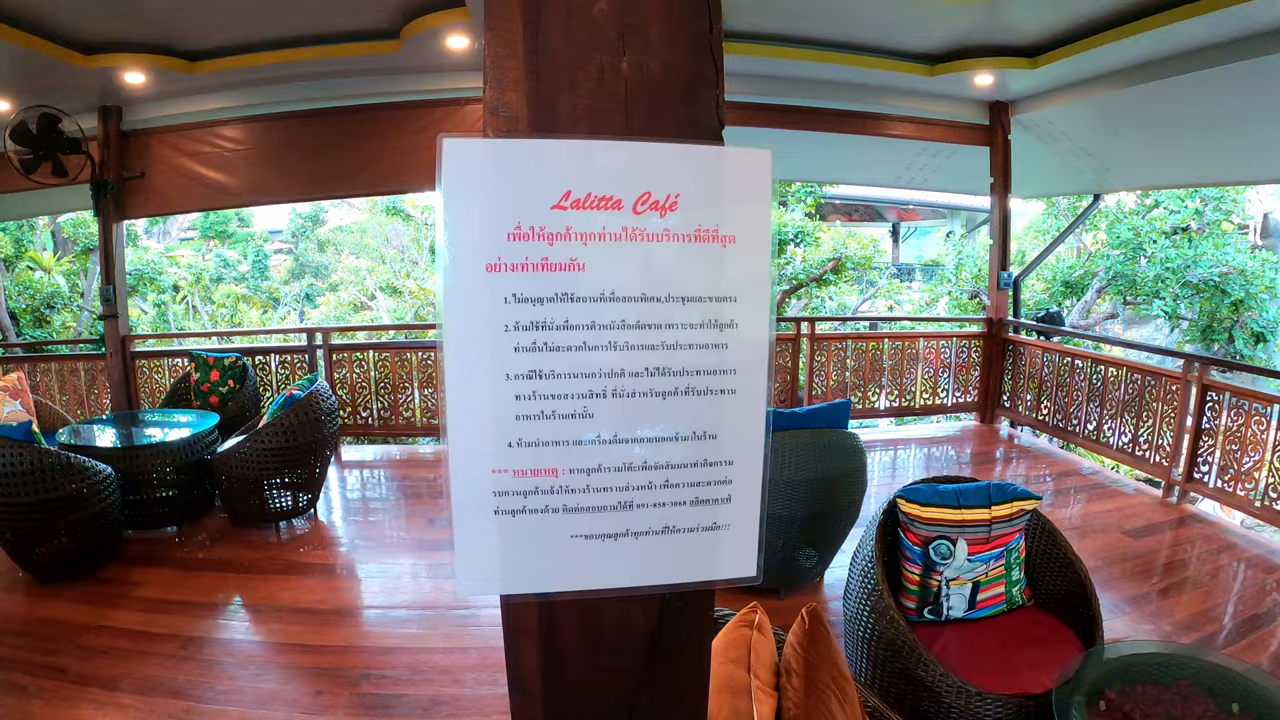 Lalitta Café
เพื่อให้ลูกค้าทุกท่านได้รับบริการที่ดีที่สุด
อย่างเท่าเทียมกัน
1. ไม่อนุญาตให้ใช้สถานที่เพื่อสอนพิเศษ,ประชุมและขายตรง
2. ห้ามใช้ที่นั่งเพื่อการติวหนังสือเด็ดขาด เพราะจะทำให้ลูกค้า
ท่านอื่นไม่สะดวกในการใช้บริการและรับประทานอาหาร
3. กรณีใช้บริการนานกว่าปกติ และไม่ได้รับประทานอาหาร
ทางร้านขอสงวนสิทธิ์ ที่นั่งสำหรับลูกค้าที่รับประทาน
อาหารในร้านเท่านั้น
4. ห้ามนำอาหาร และเครื่องดื่มจากภายนอกเข้ามาในร้าน
*** หมายเหตุ : หากลูกค้ารวมโต๊ะเพื่อจัดสัมมนาทำกิจกรรม
รบกวนลูกค้าแจ้งให้ทางร้านทราบล่วงหน้า เพื่อความสะดวกต่อ
ท่านลูกค้าเองด้วย ติดต่อสอบถามได้ที่ 091-858-3068 ลลิตตาคาเฟ่
***ขอบคุณลูกค้าทุกท่านที่ให้ความร่วมมือ!!!